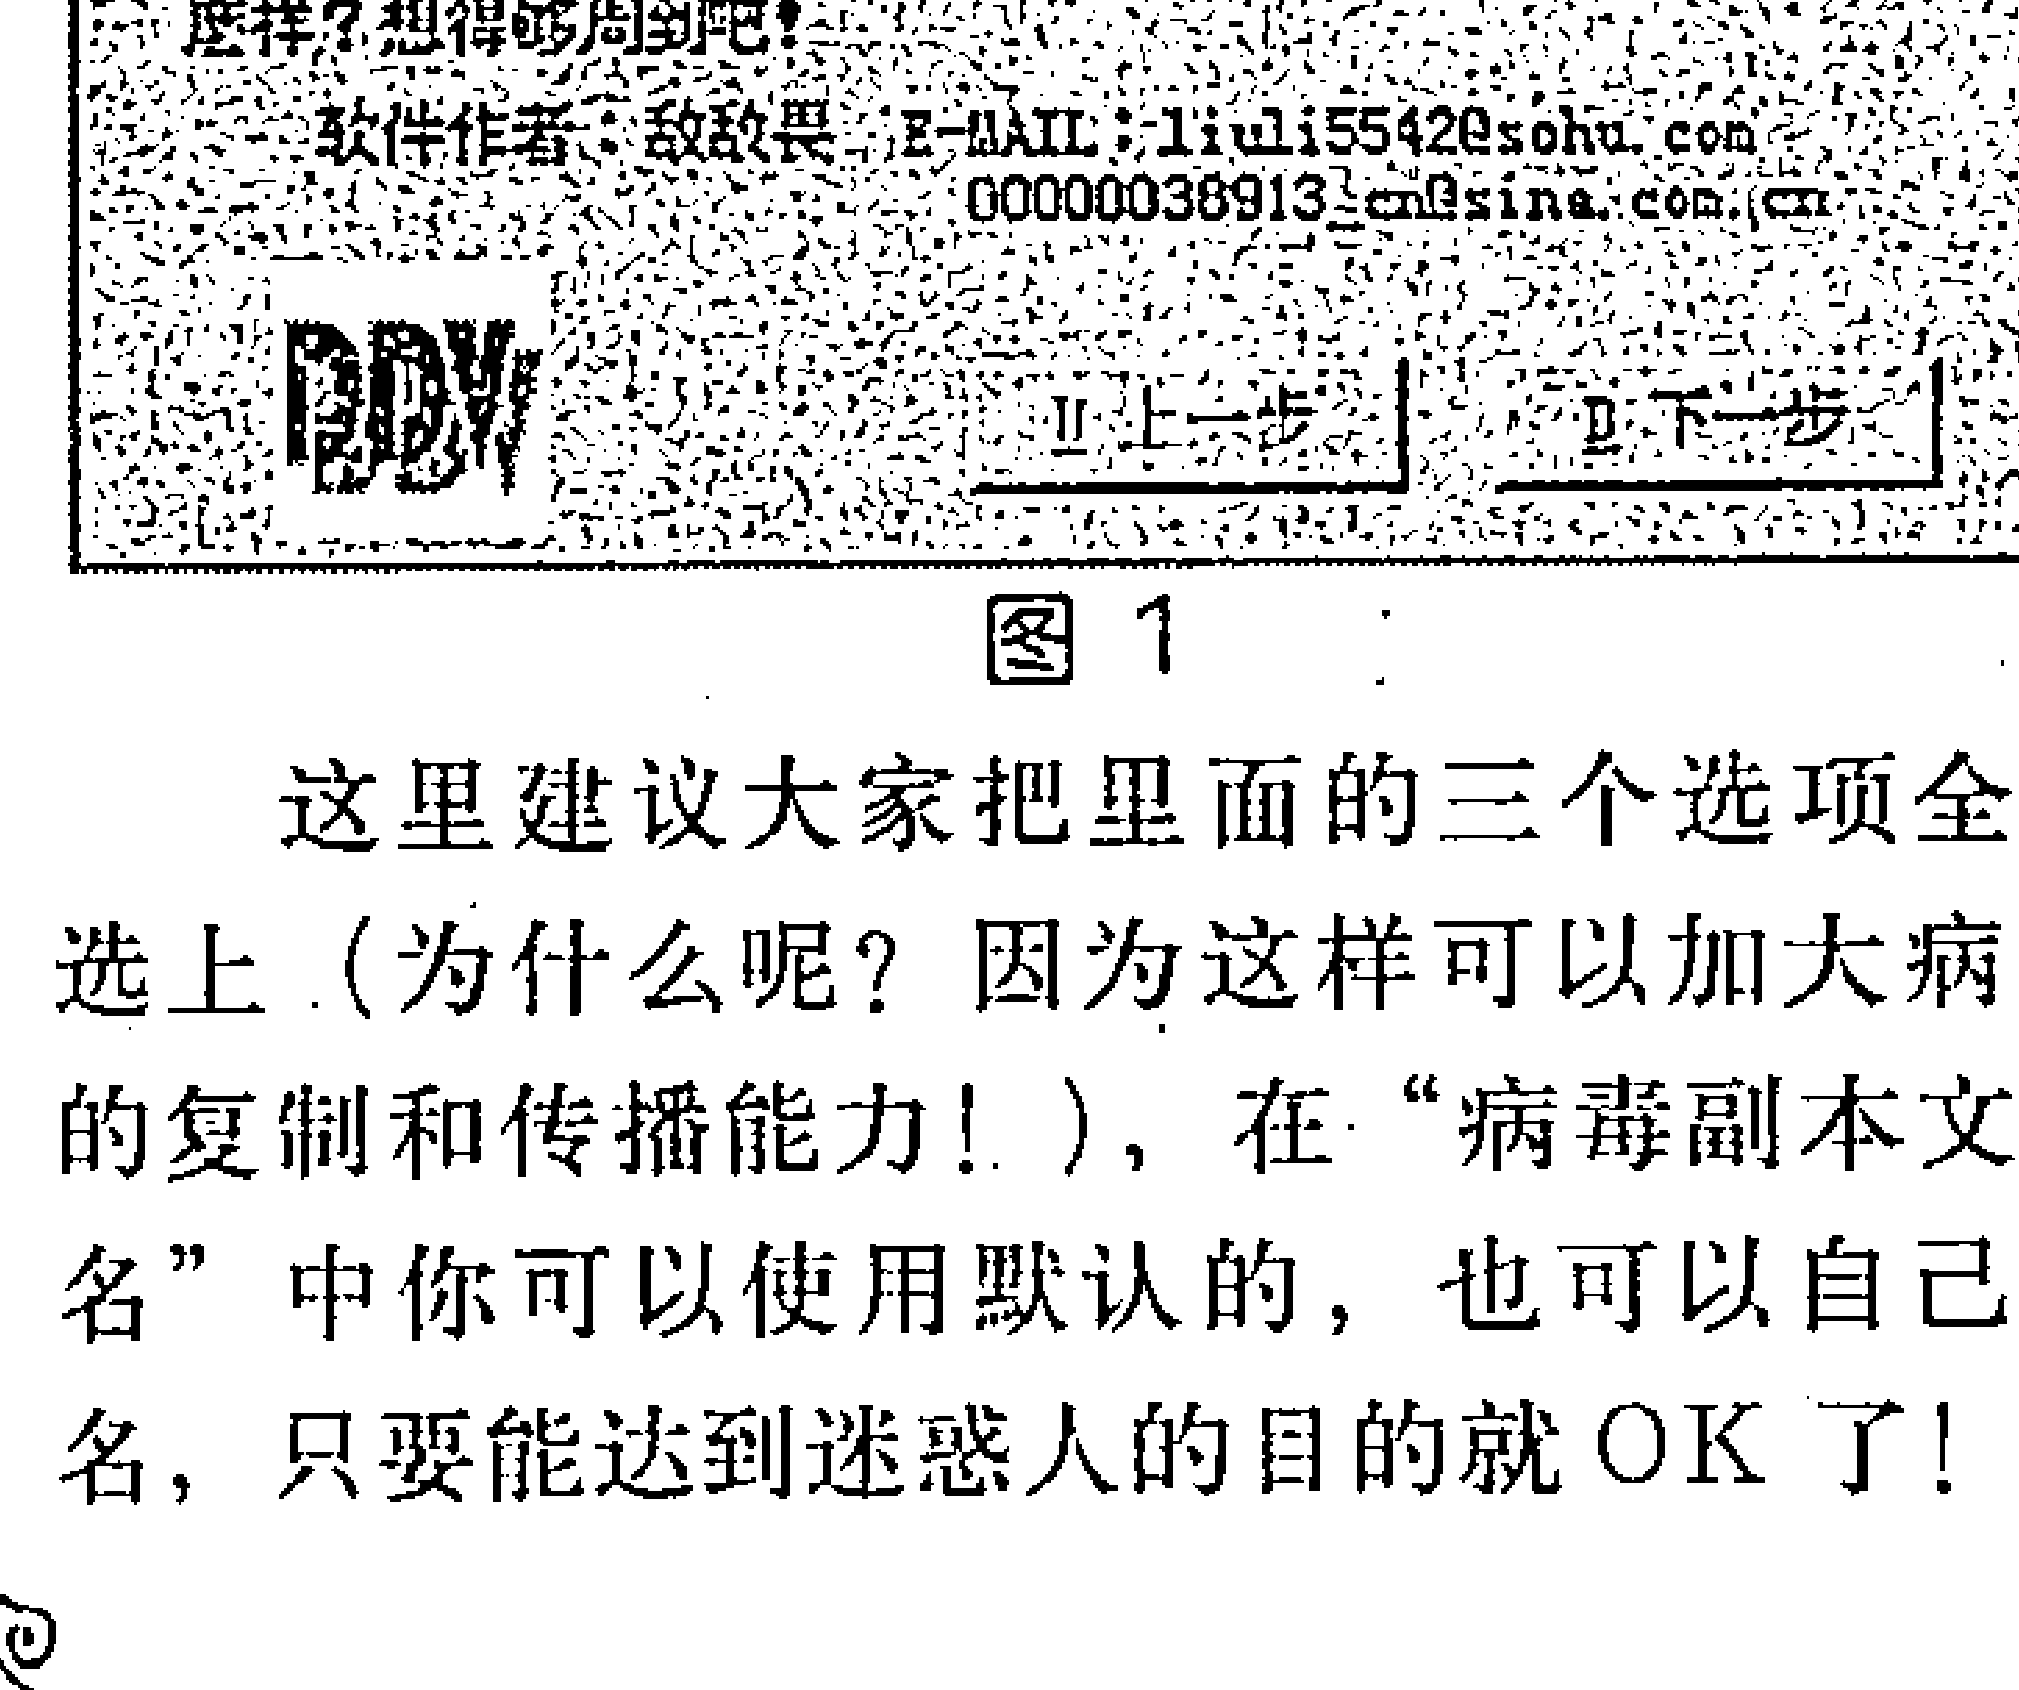 麽样?想得够周到吧!
软件作者:敌敌畏 E-MAIL:liuli5542@sohu.com
00000038913_cn@sina.com.cn
DDV
U 上一步 D 下一步
图 1
这里建议大家把里面的三个选项全
选上(为什么呢?因为这样可以加大病
的复制和传播能力!),在“病毒副本文
名”中你可以使用默认的,也可以自己
名,只要能达到迷惑人的目的就 OK 了!